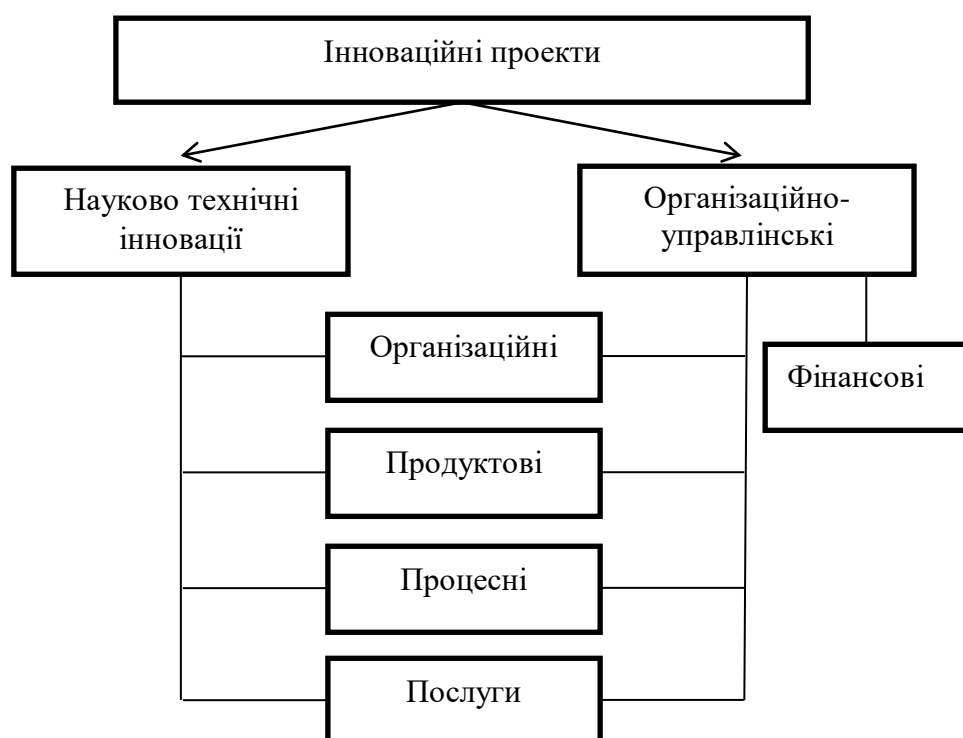 Інноваційні проекти
Науково технічні
інновації
Організаційно-
управлінські
Організаційні
Фінансові
Продуктові
Процесні
Послуги